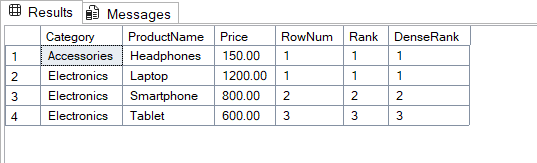 Results Messages
Category ProductName Price RowNum Rank DenseRank
1 Accessories Headphones 150.00 1 1 1
2 Electronics Laptop 1200.00 1 1 1
3 Electronics Smartphone 800.00 2 2 2
4 Electronics Tablet 600.00 3 3 3